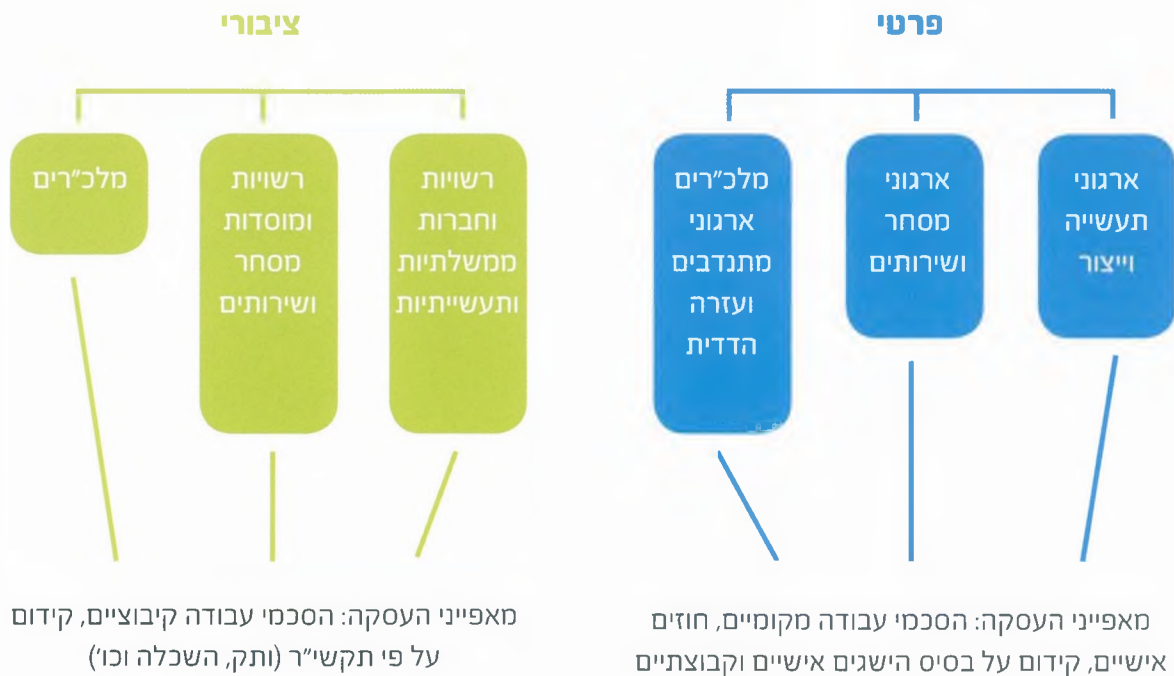 פרטי
ארגוני
תעשייה
וייצור
ארגוני
מסחר
ושירותים
מלכ״רים
ארגוני
מתנדבים
ועזרה
הדדית
מאפייני העסקה: הסכמי עבודה מקומיים, חוזים
אישיים, קידום על בסיס הישגים אישיים וקבוצתיים
ציבורי
רשויות
וחברות
ממשלתיות
ותעשייתיות
רשויות
ומוסדות
מסחר
ושירותים
מלכ״רים
מאפייני העסקה: הסכמי עבודה קיבוציים, קידום
על פי תקשי״ר (ותק, השכלה וכו׳)